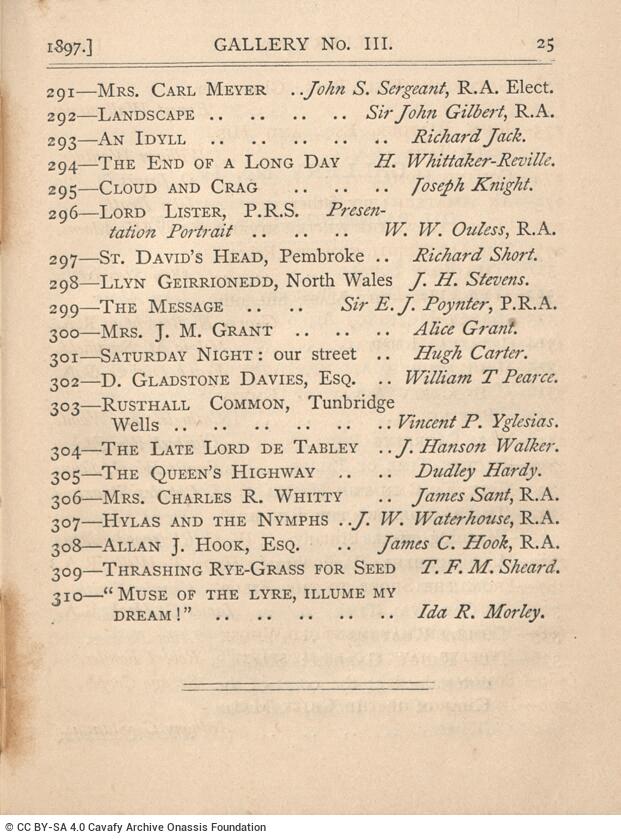 1897.] GALLERY No. III. 25
291—MRS. CARL MEYER .. John S. Sergeant, R.A. Elect.
292—LANDSCAPE .. .. .. .. Sir John Gilbert, R.A.
293—AN IDYLL .. .. .. .. .. Richard Jack.
294—THE END OF A LONG DAY H. Whittaker-Reville.
295—CLOUD AND CRAG .. .. .. Joseph Knight.
296—LORD LISTER, P.R.S. Presen-
tation Portrait .. .. .. W. W. Ouless, R.A.
297—ST. DAVID'S HEAD, Pembroke .. Richard Short.
298—LLYN GEIRRIONEDD, North Wales J. H. Stevens.
299—THE MESSAGE .. .. Sir E. J. Poynter, P.R.A.
300—MRS. J. M. GRANT .. .. .. Alice Grant.
301—SATURDAY NIGHT: our street .. Hugh Carter.
302—D. GLADSTONE DAVIES, ESQ. .. William T Pearce.
303—RUSTHALL COMMON, Tunbridge
Wells .. .. .. .. .. .. Vincent P. Yglesias.
304—THE LATE LORD DE TABLEY .. J. Hanson Walker.
305—THE QUEEN'S HIGHWAY .. .. Dudley Hardy.
306—MRS. CHARLES R. WHITTY .. James Sant, R.A.
307—HYLAS AND THE NYMPHS .. J. W. Waterhouse, R.A.
308—ALLAN J. HOOK, ESQ. .. James C. Hook, R.A.
309—THRASHING RYE-GRASS FOR SEED T. F. M. Sheard.
310—"MUSE OF THE LYRE, ILLUME MY
DREAM!" .. .. .. .. .. Ida R. Morley.
© CC BY-SA 4.0 Cavafy Archive Onassis Foundation